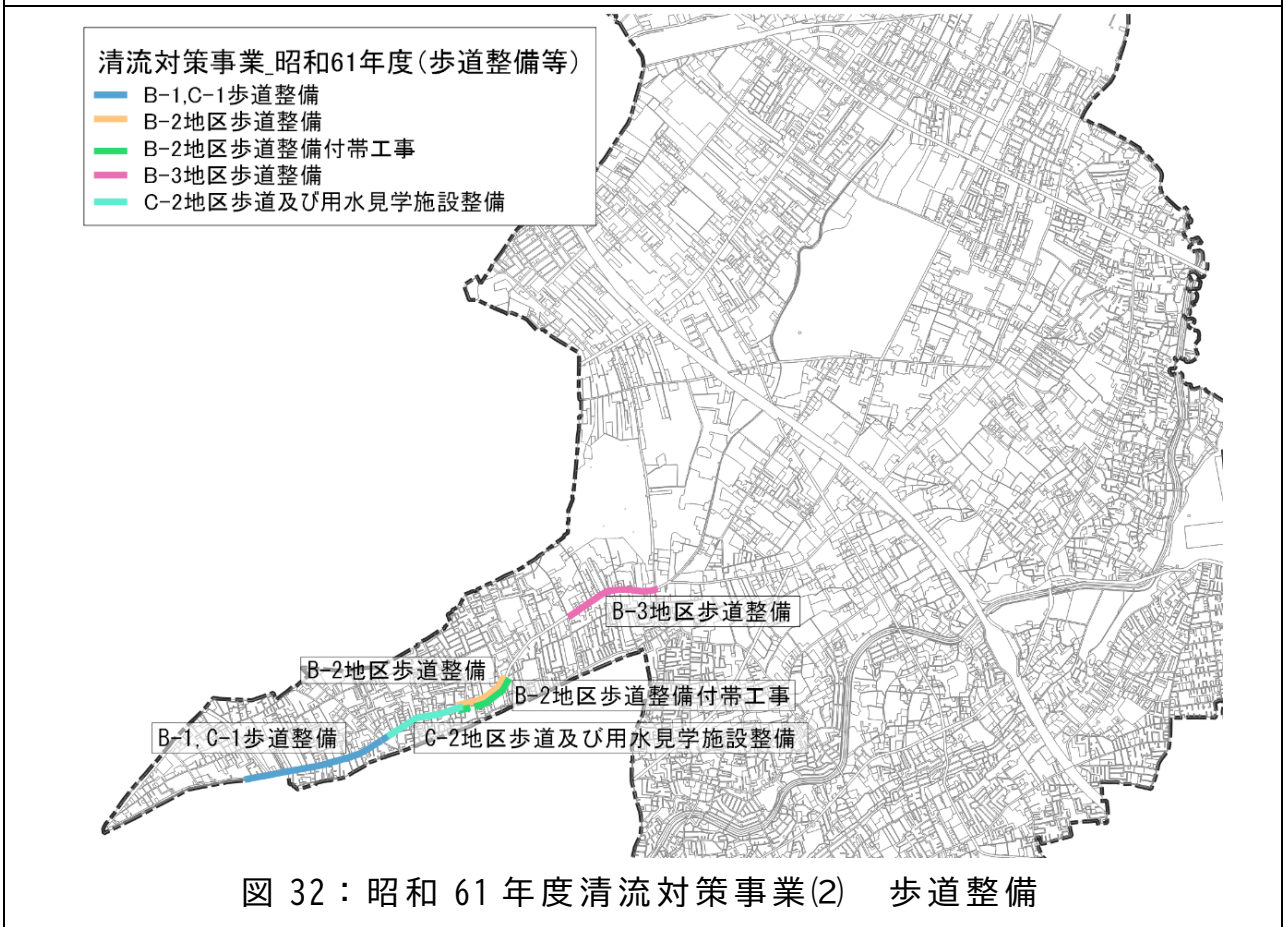 清流対策事業_昭和61年度(歩道整備等)
B-1,C-1歩道整備
B-2地区歩道整備
B-2地区歩道整備付帯工事
B-3地区歩道整備
C-2地区歩道及び用水見学施設整備
B-3地区歩道整備
B-2地区歩道整備
B-2地区歩道整備付帯工事
B-1,C-1歩道整備
C-2地区歩道及び用水見学施設整備
図 32：昭和 61 年度清流対策事業⑵　歩道整備